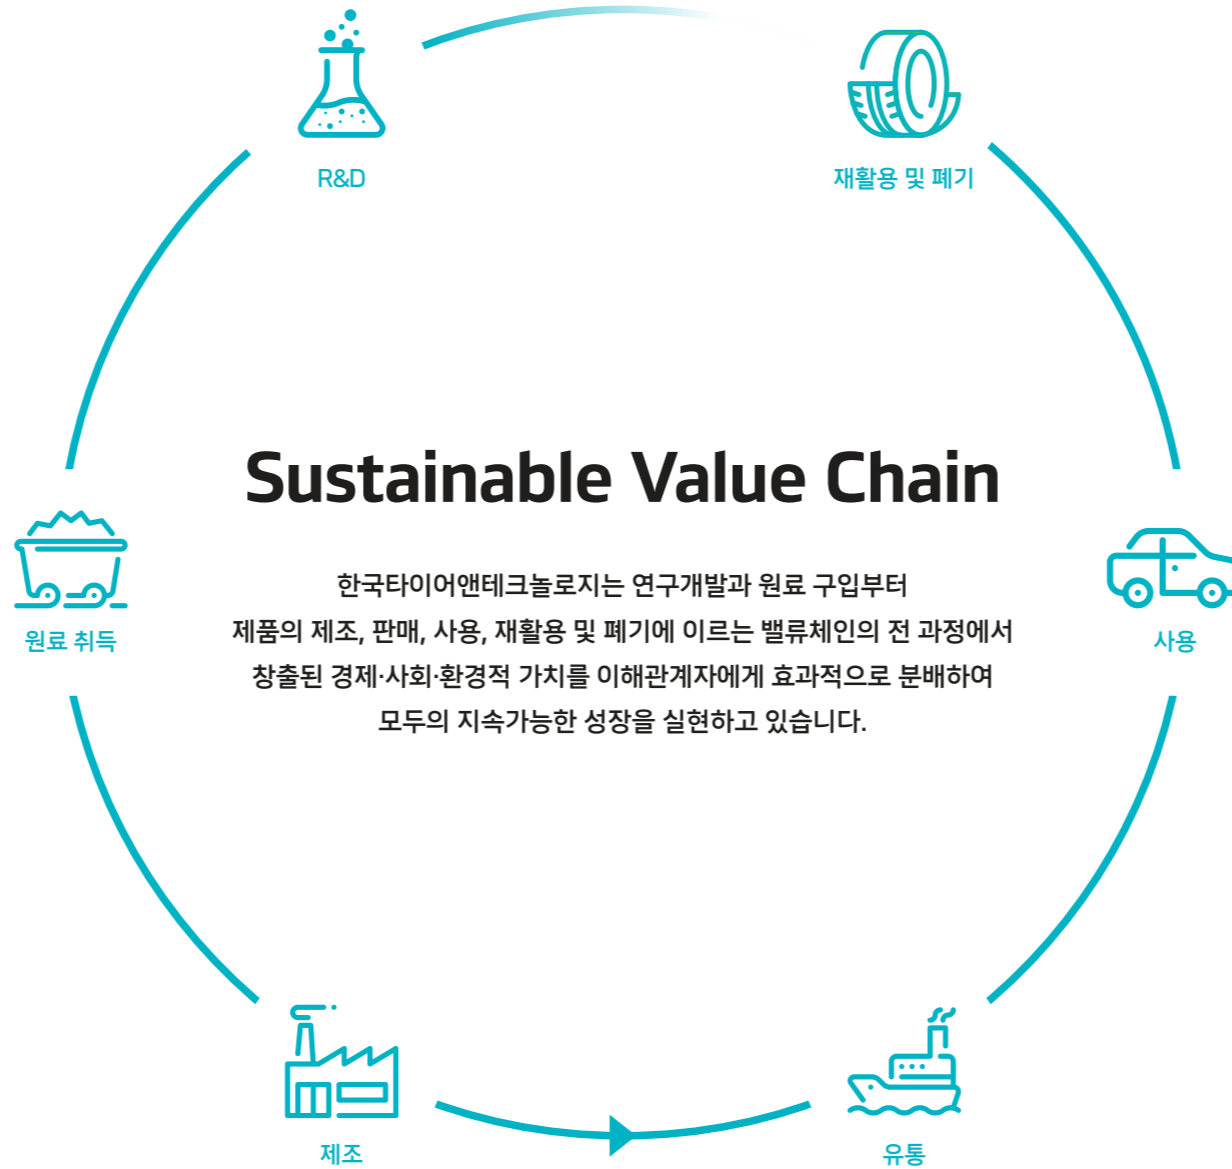 R&D
재활용 및 폐기
Sustainable Value Chain
한국타이어앤테크놀로지는 연구개발과 원료 구입부터
제품의 제조, 판매, 사용, 재활용 및 폐기에 이르는 밸류체인의 전 과정에서
창출된 경제·사회·환경적 가치를 이해관계자에게 효과적으로 분배하여
모두의 지속가능한 성장을 실현하고 있습니다.
원료 취득
사용
제조
유통